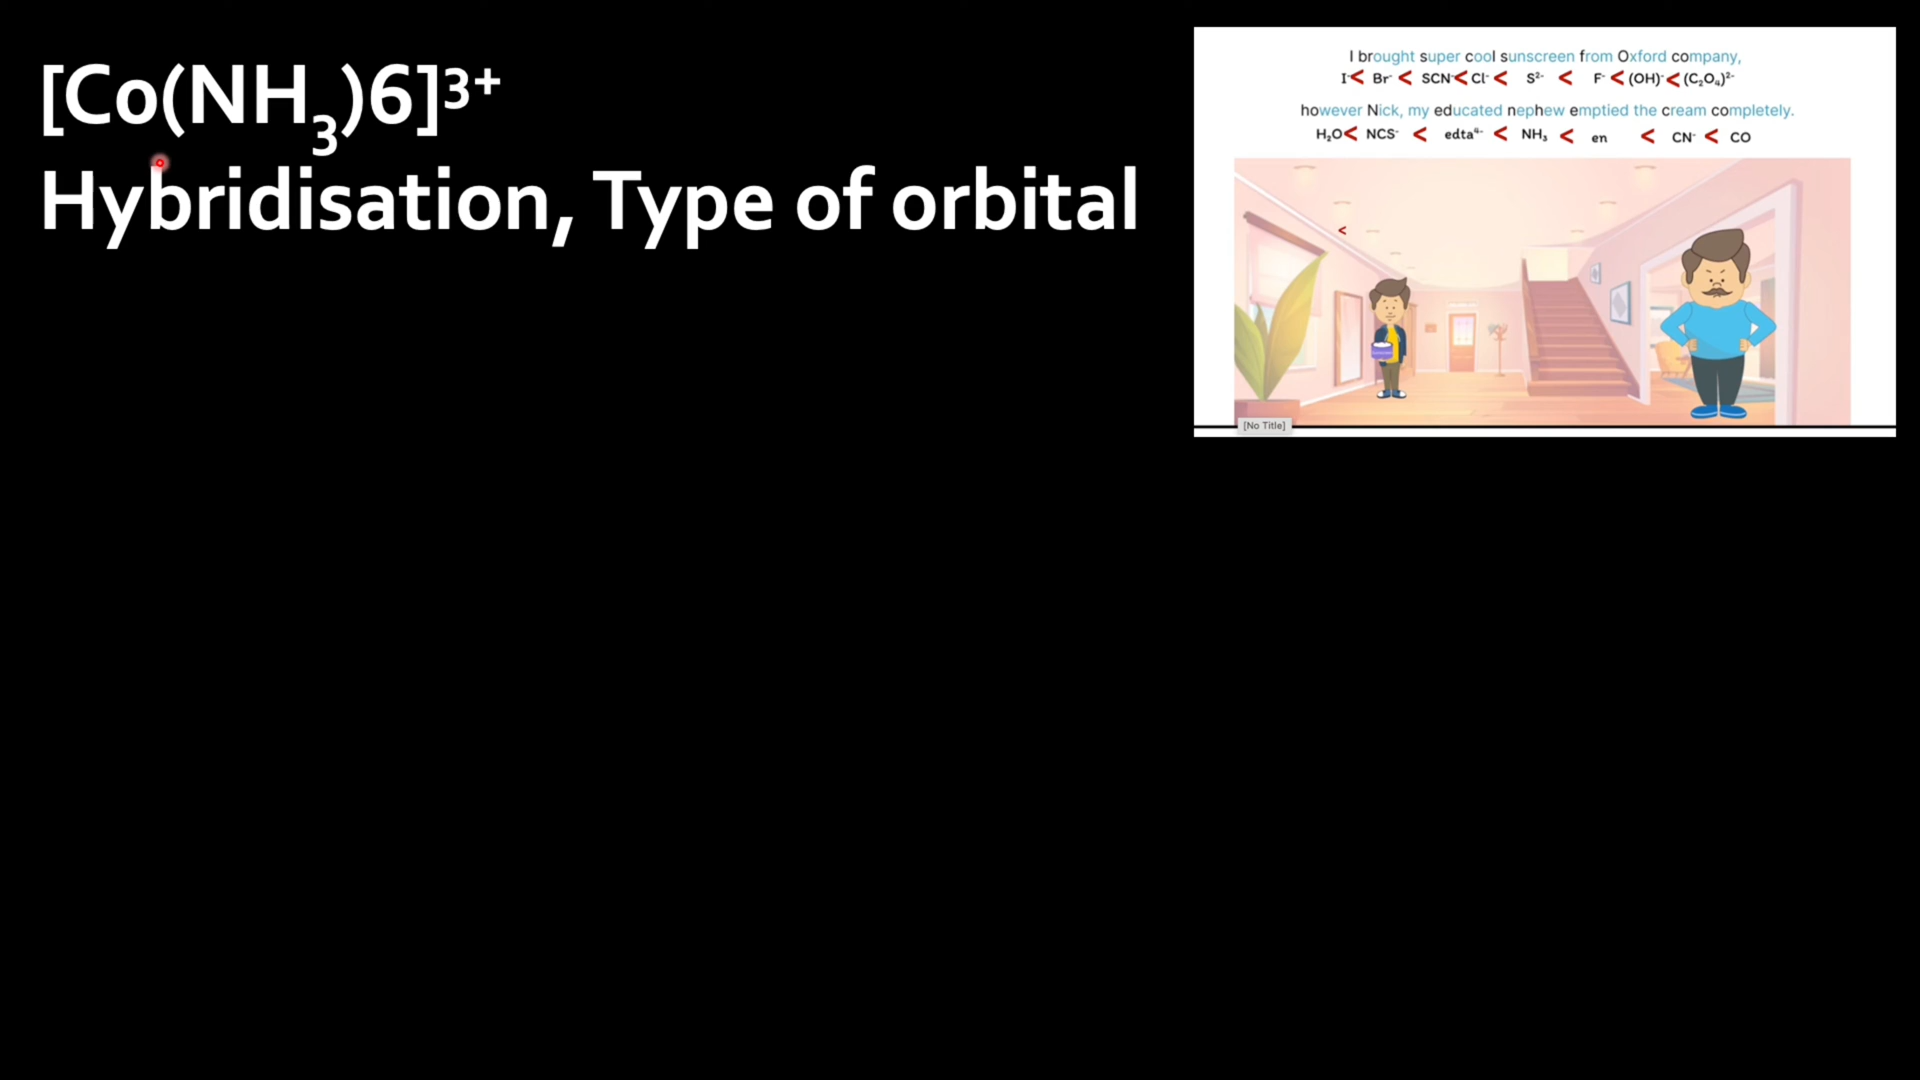 [Co(NH₃)6]³⁺
Hybridisation, Type of orbital
I brought super cool sunscreen from Oxford company,
I⁻ < Br⁻ < SCN⁻ < Cl⁻ < S²⁻ < F⁻ < (OH)⁻ < (C₂O₄)²⁻
however Nick, my educated nephew emptied the cream completely.
H₂O < NCS⁻ < edta⁴⁻ < NH₃ < en < CN⁻ < CO
<
[No Title]